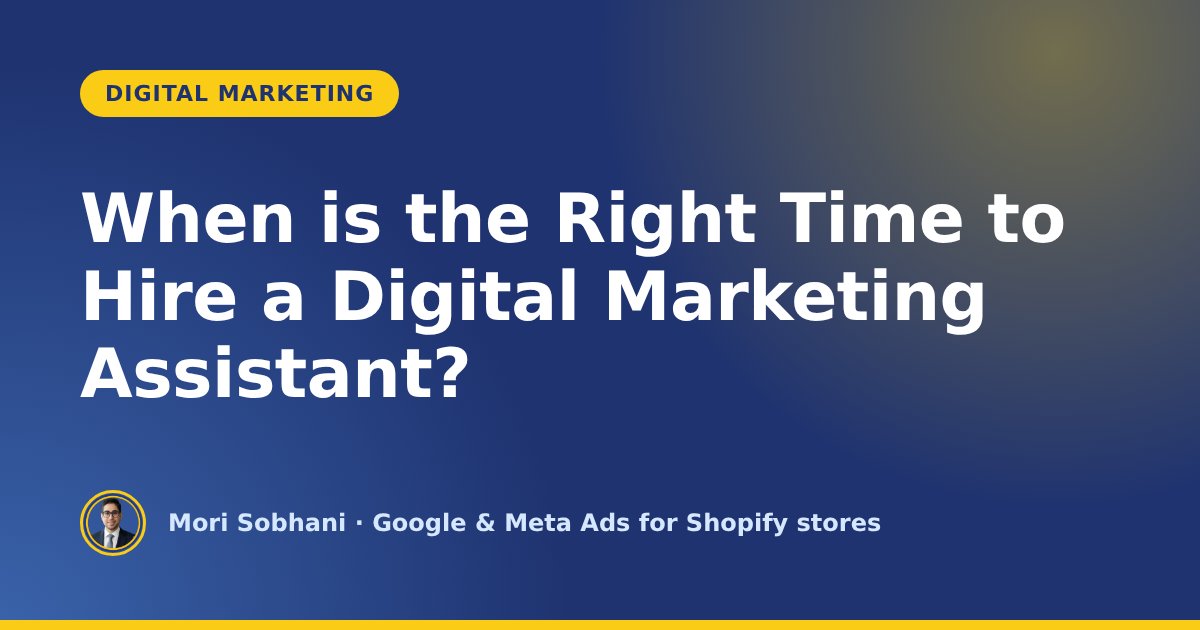 DIGITAL MARKETING
When is the Right Time to
Hire a Digital Marketing
Assistant?
Mori Sobhani · Google & Meta Ads for Shopify stores